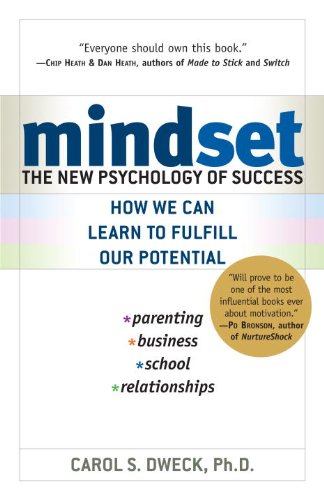 "Everyone should own this book."
—CHIP HEATH & DAN HEATH, authors of Made to Stick and Switch
mindset
THE NEW PSYCHOLOGY OF SUCCESS
HOW WE CAN
LEARN TO FULFILL
OUR POTENTIAL
*parenting
*business
*school
*relationships
"Will prove to be
one of the most
influential books ever
about motivation."
—PO BRONSON, author
of NurtureShock
CAROL S. DWECK, Ph.D.